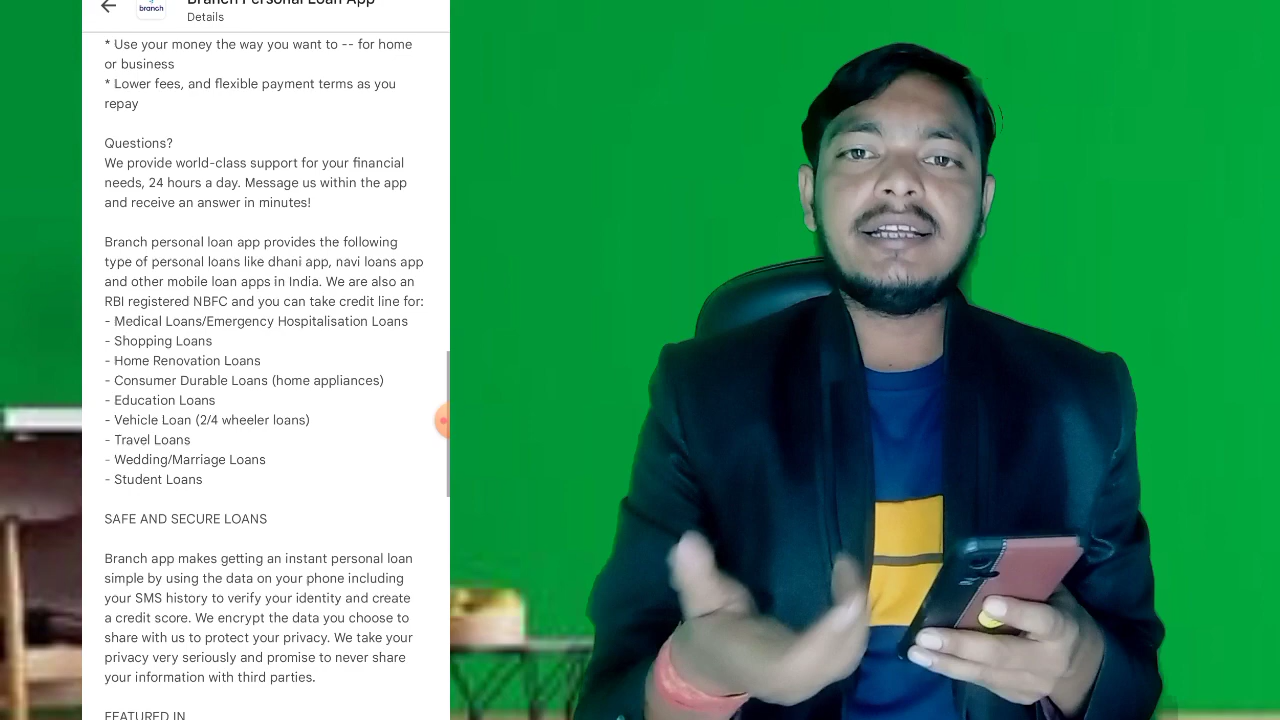 Branch Personal Loan App
branch
Details
* Use your money the way you want to -- for home
or business
* Lower fees, and flexible payment terms as you
repay
Questions?
We provide world-class support for your financial
needs, 24 hours a day. Message us within the app
and receive an answer in minutes!
Branch personal loan app provides the following
type of personal loans like dhani app, navi loans app
and other mobile loan apps in India. We are also an
RBI registered NBFC and you can take credit line for:
- Medical Loans/Emergency Hospitalisation Loans
- Shopping Loans
- Home Renovation Loans
- Consumer Durable Loans (home appliances)
- Education Loans
- Vehicle Loan (2/4 wheeler loans)
- Travel Loans
- Wedding/Marriage Loans
- Student Loans
SAFE AND SECURE LOANS
Branch app makes getting an instant personal loan
simple by using the data on your phone including
your SMS history to verify your identity and create
a credit score. We encrypt the data you choose to
share with us to protect your privacy. We take your
privacy very seriously and promise to never share
your information with third parties.
FEATURED IN